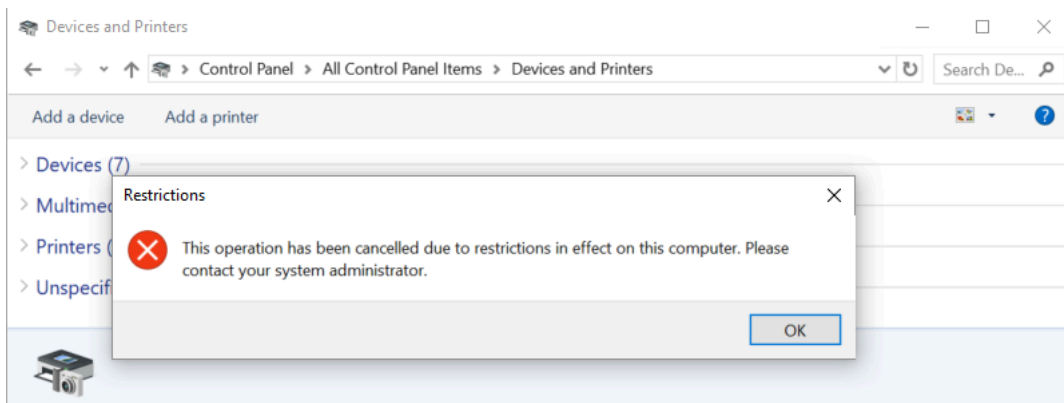 Devices and Printers
Control Panel > All Control Panel Items > Devices and Printers
Search De...
Add a device Add a printer
?
Devices (7)
Restrictions
Printers (
This operation has been cancelled due to restrictions in effect on this computer. Please
contact your system administrator.
OK